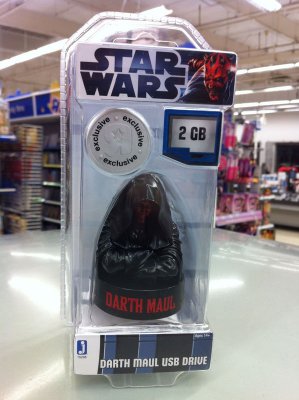 STAR
WARS
exclusive • exclusive • exclusive •
2 GB
DARTH MAUL
DARTH MAUL USB DRIVE